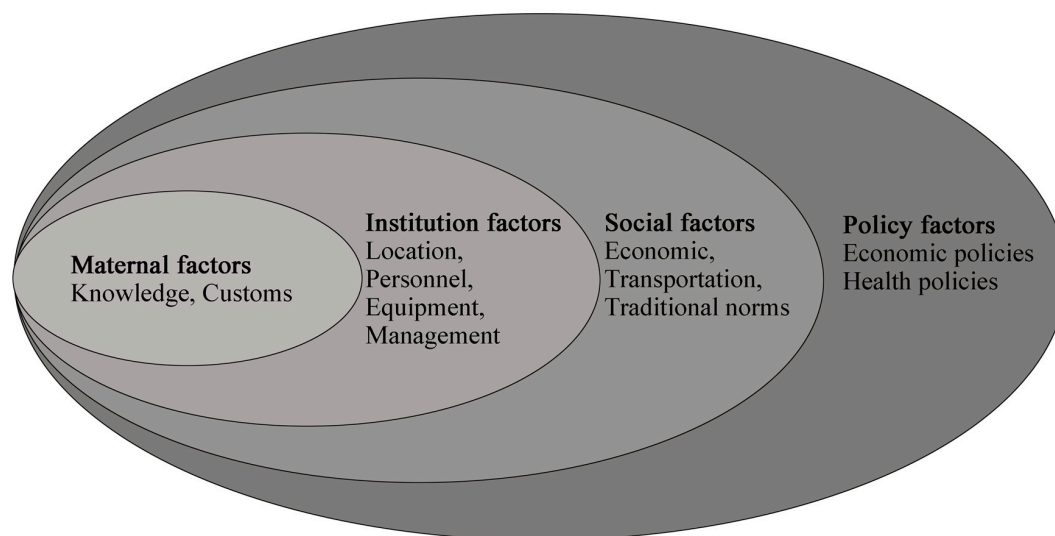 Maternal factors
Knowledge, Customs
Institution factors
Location,
Personnel,
Equipment,
Management
Social factors
Economic,
Transportation,
Traditional norms
Policy factors
Economic policies
Health policies